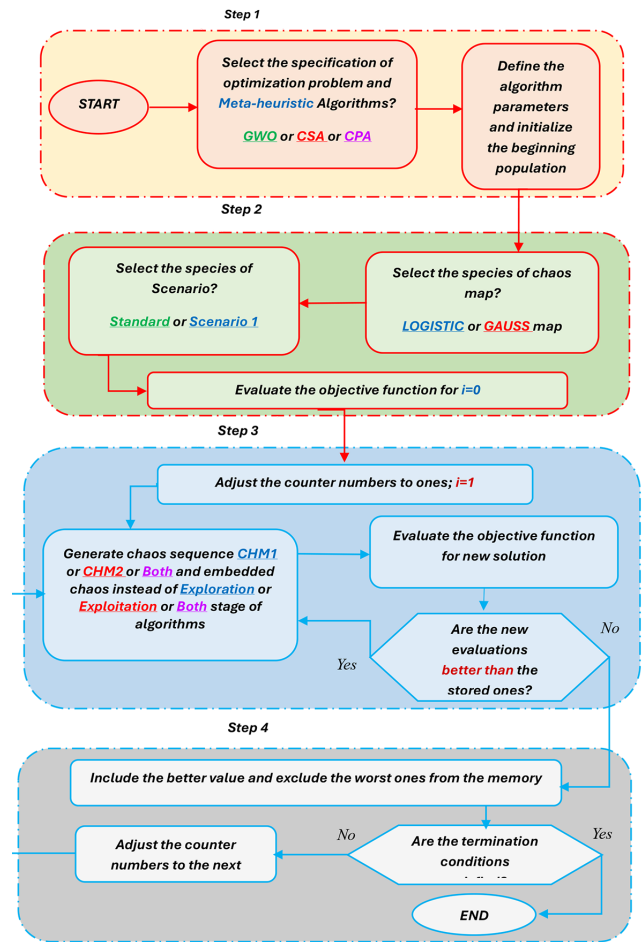 Step 1
START
Select the specification of
optimization problem and
Meta-heuristic Algorithms?
GWO or CSA or CPA
Define the
algorithm
parameters
and initialize
the beginning
population
Step 2
Select the species of
Scenario?
Standard or Scenario 1
Select the species of chaos
map?
LOGISTIC or GAUSS map
Evaluate the objective function for i=0
Step 3
Adjust the counter numbers to ones; i=1
Generate chaos sequence CHM1
or CHM2 or Both and embedded
chaos instead of Exploration or
Exploitation or Both stage of
algorithms
Evaluate the objective function
for new solution
Are the new
evaluations
better than the
stored ones?
Yes
No
Step 4
Include the better value and exclude the worst ones from the memory
Adjust the counter
numbers to the next
No
Are the termination
conditions
Yes
END